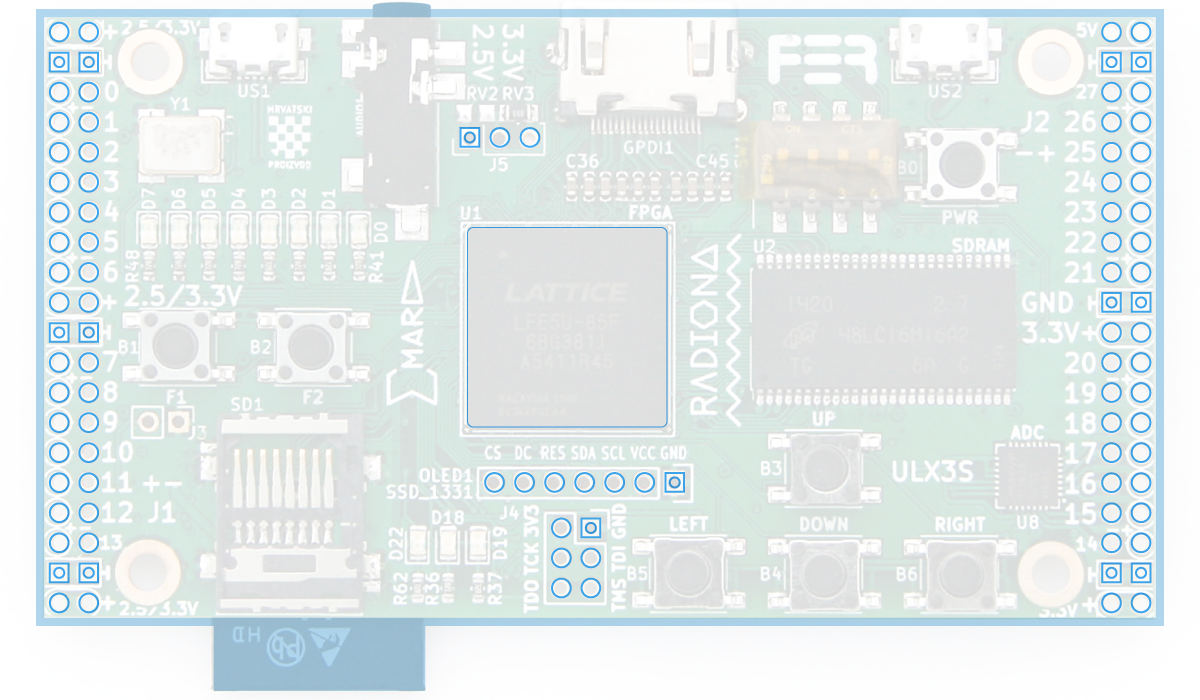 + 2.5/3.3V
US1
Y1
HRVATSKI
PROIZVOD
AUDIO1
2.5V
3.3V
RV2 RV3
J5
GPDI1
FER
US2
5V
27
ON CTS
SW1
B0
PWR
J2
-+
26
25
24
23
22
21
GND
3.3V+
20
19
18
17
16
15
14
3.3V +
0
1
2
3
4
5
6
+
7
8
9
10
11 +-
12 J1
13
+ 2.5/3.3V
D7 D6 D5 D4 D3 D2 D1 D0
R48
R41
2.5/3.3V
B1
B2
F1
F2
J3
SD1
C36
C45
U1
FPGA
LATTICE
MAR
RADIONA
U2
SDRAM
UP
B3
ULX3S
ADC
U8
CS DC RES SDA SCL VCC GND
OLED1
SSD_1331
J4
3V3
GND
TCK
TDI
TDO
TMS
D22
D18
D19
R62
R36
R37
LEFT
DOWN
RIGHT
B5
B4
B6
HD
Pb